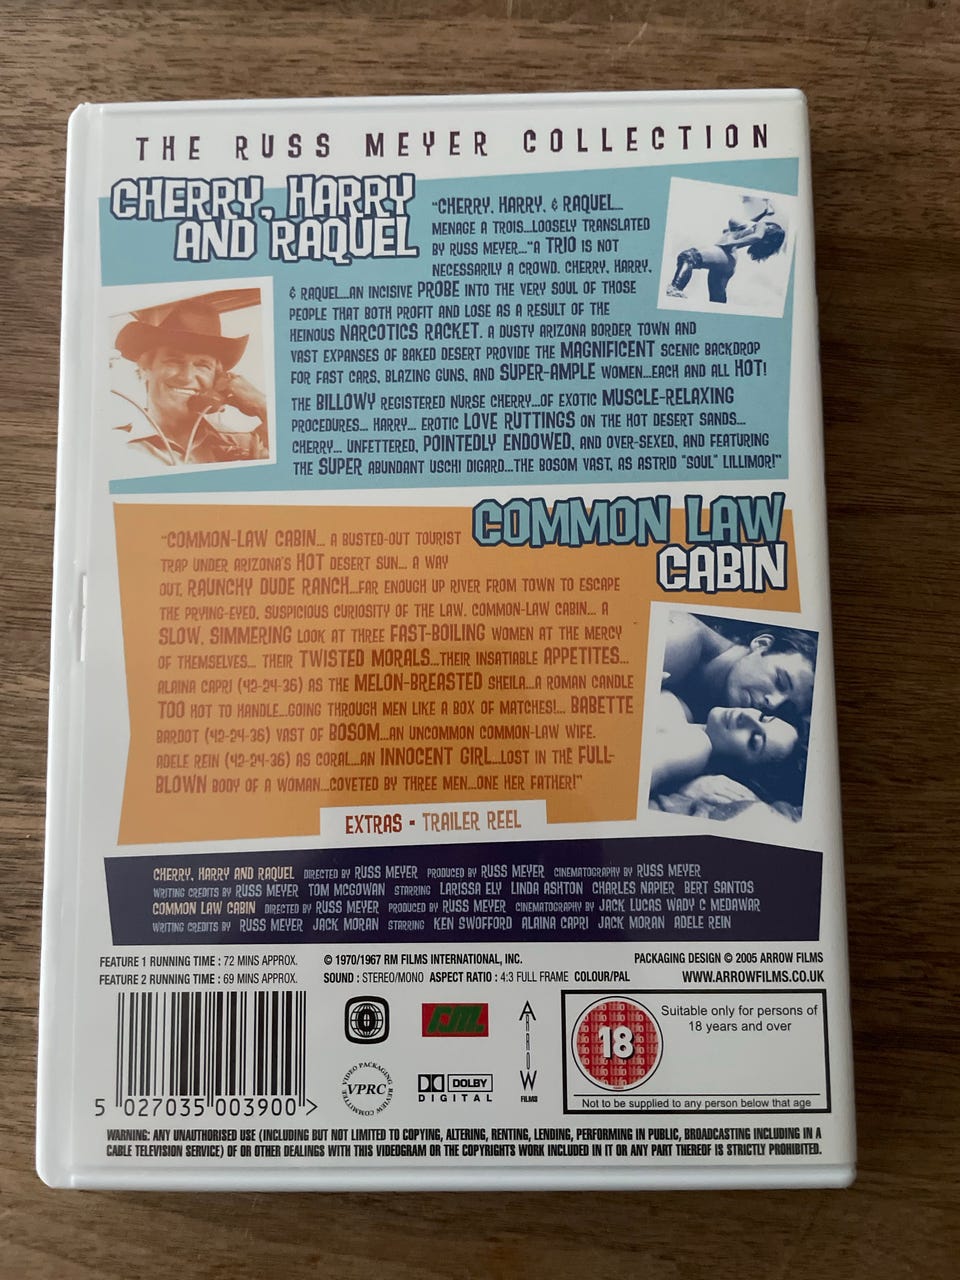 THE RUSS MEYER COLLECTION
CHERRY, HARRY
AND RAQUEL
"CHERRY, HARRY, & RAQUEL...
MENAGE A TROIS...LOOSELY TRANSLATED
BY RUSS MEYER..."A TRIO IS NOT
NECESSARILY A CROWD. CHERRY, HARRY,
& RAQUEL...AN INCISIVE PROBE INTO THE VERY SOUL OF THOSE
PEOPLE THAT BOTH PROFIT AND LOSE AS A RESULT OF THE
HEINOUS NARCOTICS RACKET. A DUSTY ARIZONA BORDER TOWN AND
VAST EXPANSES OF BAKED DESERT PROVIDE THE MAGNIFICENT SCENIC BACKDROP
FOR FAST CARS, BLAZING GUNS, AND SUPER-AMPLE WOMEN...EACH AND ALL HOT!
THE BILLOWY REGISTERED NURSE CHERRY...OF EXOTIC MUSCLE-RELAXING
PROCEDURES... HARRY... EROTIC LOVE RUTTINGS ON THE HOT DESERT SANDS...
CHERRY... UNFETTERED, POINTEDLY ENDOWED, AND OVER-SEXED, AND FEATURING
THE SUPER ABUNDANT USCHI DIGARD...THE BOSOM VAST, AS ASTRID "SOUL" LILLIMOR!"
COMMON LAW
CABIN
"COMMON-LAW CABIN... A BUSTED-OUT TOURIST
TRAP UNDER ARIZONA'S HOT DESERT SUN... A WAY
OUT, RAUNCHY DUDE RANCH...FAR ENOUGH UP RIVER FROM TOWN TO ESCAPE
THE PRYING-EYED, SUSPICIOUS CURIOSITY OF THE LAW. COMMON-LAW CABIN... A
SLOW, SIMMERING LOOK AT THREE FAST-BOILING WOMEN AT THE MERCY
OF THEMSELVES... THEIR TWISTED MORALS...THEIR INSATIABLE APPETITES...
ALAINA CAPRI (42-24-36) AS THE MELON-BREASTED SHEILA...A ROMAN CANDLE
TOO HOT TO HANDLE...GOING THROUGH MEN LIKE A BOX OF MATCHES!... BABETTE
BARDOT (42-24-36) VAST OF BOSOM...AN UNCOMMON COMMON-LAW WIFE.
ADELE REIN (42-24-36) AS CORAL...AN INNOCENT GIRL...LOST IN THE FULL-
BLOWN BODY OF A WOMAN...COVETED BY THREE MEN...ONE HER FATHER!"
EXTRAS - TRAILER REEL
CHERRY, HARRY AND RAQUEL DIRECTED BY RUSS MEYER PRODUCED BY RUSS MEYER CINEMATOGRAPHY BY RUSS MEYER
WRITING CREDITS BY RUSS MEYER TOM MCGOWAN STARRING LARISSA ELY LINDA ASHTON CHARLES NAPIER BERT SANTOS
COMMON LAW CABIN DIRECTED BY RUSS MEYER PRODUCED BY RUSS MEYER CINEMATOGRAPHY BY JACK LUCAS WADY C MEDAWAR
WRITING CREDITS BY RUSS MEYER JACK MORAN STARRING KEN SWOFFORD ALAINA CAPRI JACK MORAN ADELE REIN
FEATURE 1 RUNNING TIME : 72 MINS APPROX. © 1970/1967 RM FILMS INTERNATIONAL, INC. PACKAGING DESIGN © 2005 ARROW FILMS
FEATURE 2 RUNNING TIME : 69 MINS APPROX. SOUND : STEREO/MONO ASPECT RATIO : 4:3 FULL FRAME COLOUR/PAL WWW.ARROWFILMS.CO.UK
0
RM
ARROW
FILMS
VIDEO PACKAGING REVIEW COMMITTEE
VPRC
DOLBY
DIGITAL
18
Suitable only for persons of
18 years and over
Not to be supplied to any person below that age
5 027035 003900 >
WARNING: ANY UNAUTHORISED USE (INCLUDING BUT NOT LIMITED TO COPYING, ALTERING, RENTING, LENDING, PERFORMING IN PUBLIC, BROADCASTING INCLUDING IN A
CABLE TELEVISION SERVICE) OF OR OTHER DEALINGS WITH THIS VIDEOGRAM OR THE COPYRIGHTS WORK INCLUDED IN IT OR ANY PART THEREOF IS STRICTLY PROHIBITED.